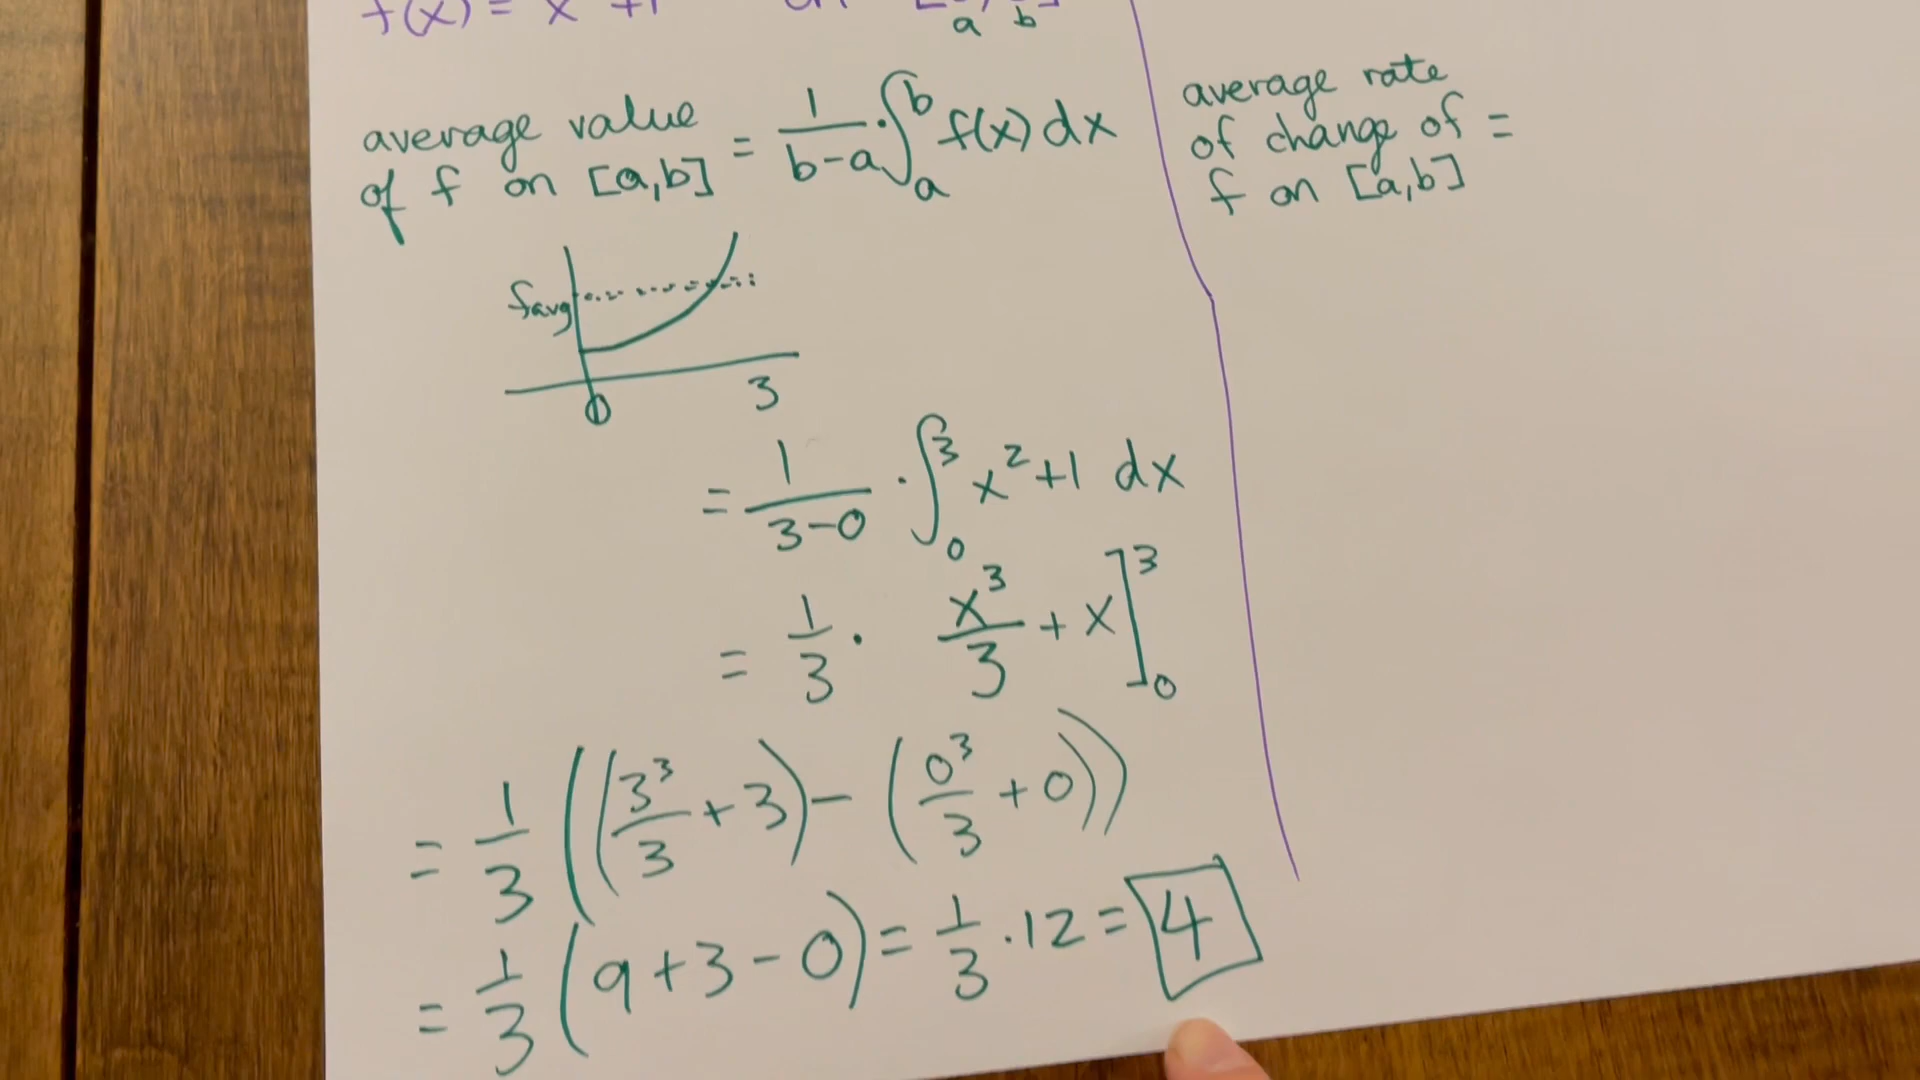 f(x) = x +1 on [ , ]
a b
average value
of f on [a,b] = 1/(b-a) · ∫_a^b f(x) dx
favg
0 3
= 1/(3-0) · ∫_0^3 x²+1 dx
= 1/3 · x³/3 + x]_0^3
= 1/3 ((3³/3 + 3) - (0³/3 + 0))
= 1/3 (9+3-0) = 1/3 · 12 = 4
average rate
of change of =
f on [a,b]